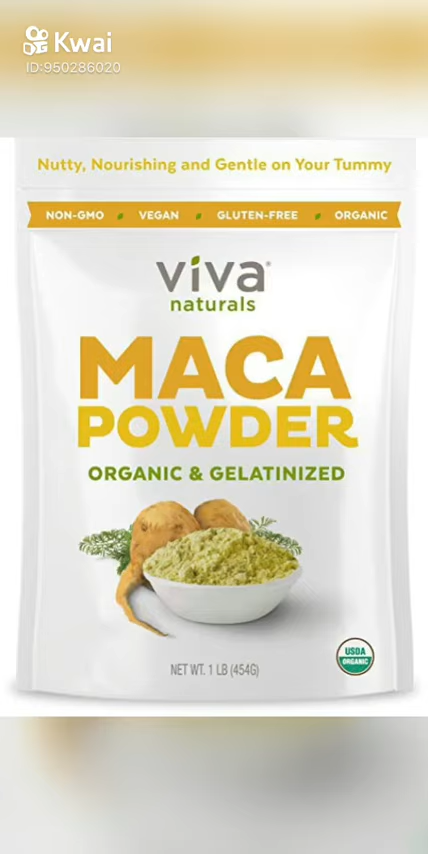 Kwai
ID:950286020
Nutty, Nourishing and Gentle on Your Tummy
NON-GMO VEGAN GLUTEN-FREE ORGANIC
viva®
naturals
MACA
POWDER
ORGANIC & GELATINIZED
USDA
ORGANIC
NET WT. 1 LB (454G)